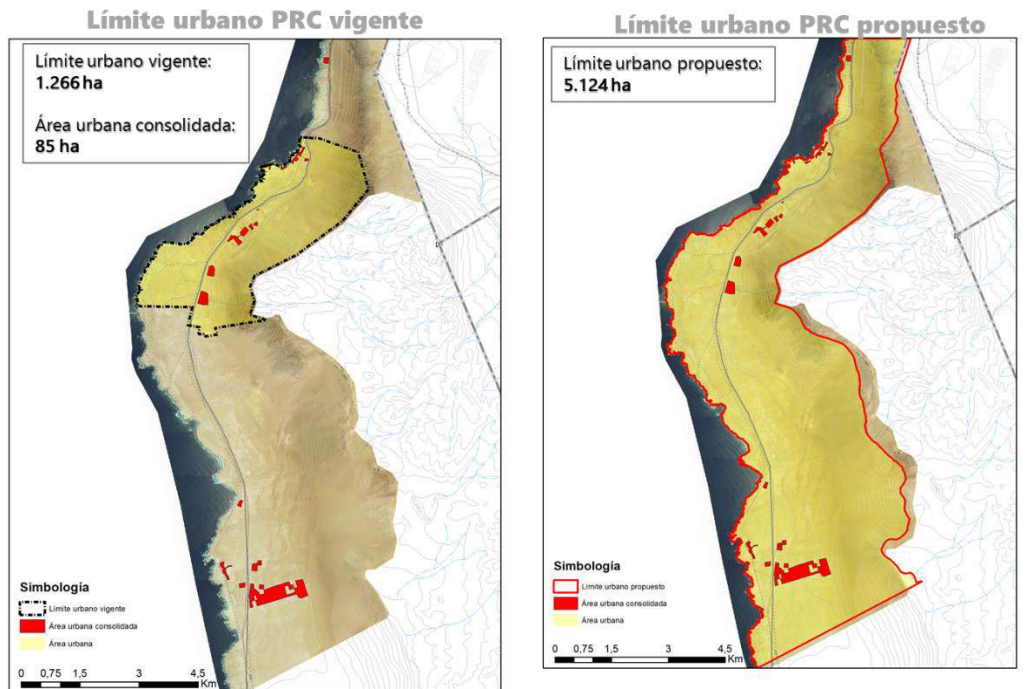 Límite urbano PRC vigente
Límite urbano vigente:
1.266 ha
Área urbana consolidada:
85 ha
Simbología
Límite urbano vigente
Área urbana consolidada
Área urbana
0 0,75 1,5 3 4,5
Km
Límite urbano PRC propuesto
Límite urbano propuesto:
5.124 ha
Simbología
Límite urbano propuesto
Área urbana consolidada
Área urbana
0 0,75 1,5 3 4,5
Km